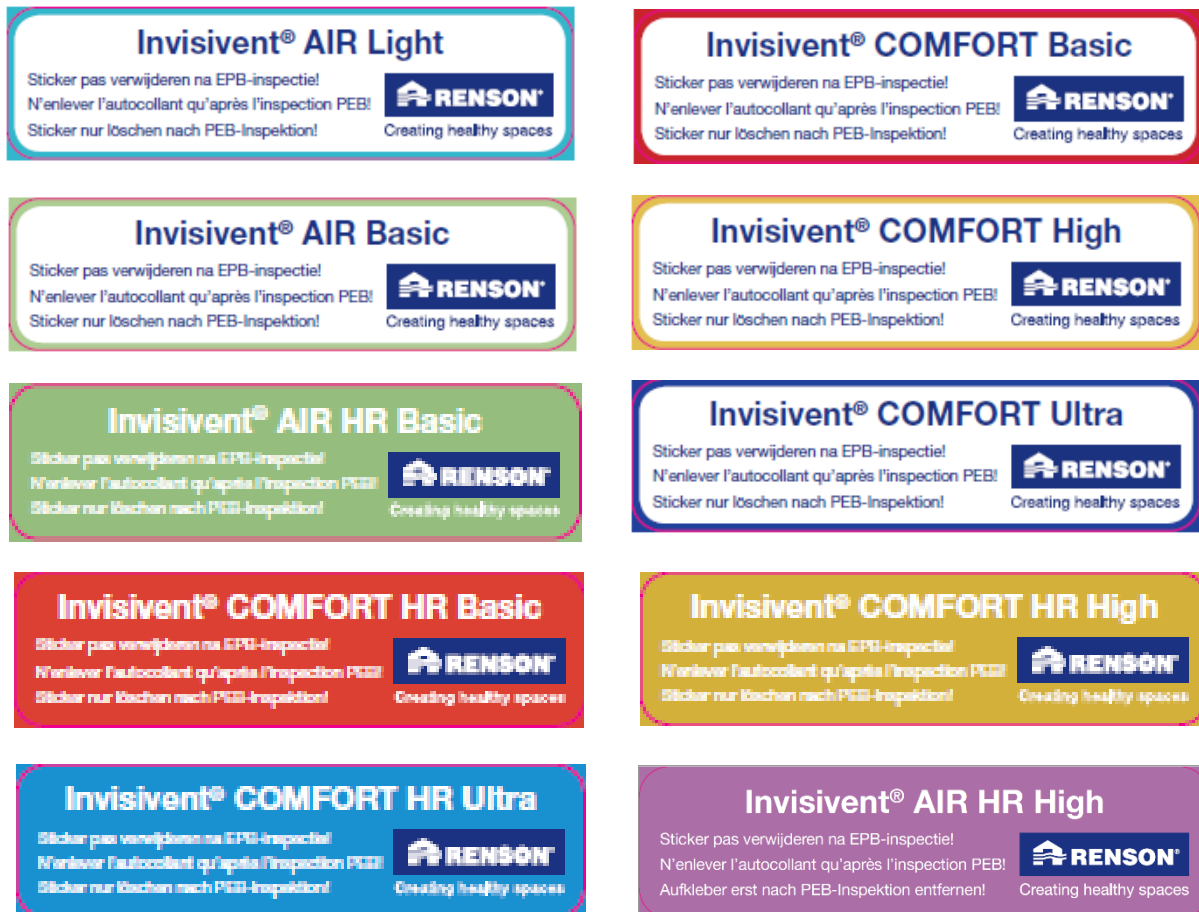 Invisivent® AIR Light
Sticker pas verwijderen na EPB-inspectie!
N'enlever l'autocollant qu'après l'inspection PEB!
Sticker nur löschen nach PEB-Inspektion!
RENSON®
Creating healthy spaces
Invisivent® COMFORT Basic
Sticker pas verwijderen na EPB-inspectie!
N'enlever l'autocollant qu'après l'inspection PEB!
Sticker nur löschen nach PEB-Inspektion!
RENSON®
Creating healthy spaces
Invisivent® AIR Basic
Sticker pas verwijderen na EPB-inspectie!
N'enlever l'autocollant qu'après l'inspection PEB!
Sticker nur löschen nach PEB-Inspektion!
RENSON®
Creating healthy spaces
Invisivent® COMFORT High
Sticker pas verwijderen na EPB-inspectie!
N'enlever l'autocollant qu'après l'inspection PEB!
Sticker nur löschen nach PEB-Inspektion!
RENSON®
Creating healthy spaces
Invisivent® AIR HR Basic
Sticker pas verwijderen na EPB-inspectie!
N'enlever l'autocollant qu'après l'inspection PEB!
Sticker nur löschen nach PEB-Inspektion!
RENSON®
Creating healthy spaces
Invisivent® COMFORT Ultra
Sticker pas verwijderen na EPB-inspectie!
N'enlever l'autocollant qu'après l'inspection PEB!
Sticker nur löschen nach PEB-Inspektion!
RENSON®
Creating healthy spaces
Invisivent® COMFORT HR Basic
Sticker pas verwijderen na EPB-inspectie!
N'enlever l'autocollant qu'après l'inspection PEB!
Sticker nur löschen nach PEB-Inspektion!
RENSON®
Creating healthy spaces
Invisivent® COMFORT HR High
Sticker pas verwijderen na EPB-inspectie!
N'enlever l'autocollant qu'après l'inspection PEB!
Sticker nur löschen nach PEB-Inspektion!
RENSON®
Creating healthy spaces
Invisivent® COMFORT HR Ultra
Sticker pas verwijderen na EPB-inspectie!
N'enlever l'autocollant qu'après l'inspection PEB!
Sticker nur löschen nach PEB-Inspektion!
RENSON®
Creating healthy spaces
Invisivent® AIR HR High
Sticker pas verwijderen na EPB-inspectie!
N'enlever l'autocollant qu'après l'inspection PEB!
Aufkleber erst nach PEB-Inspektion entfernen!
RENSON®
Creating healthy spaces